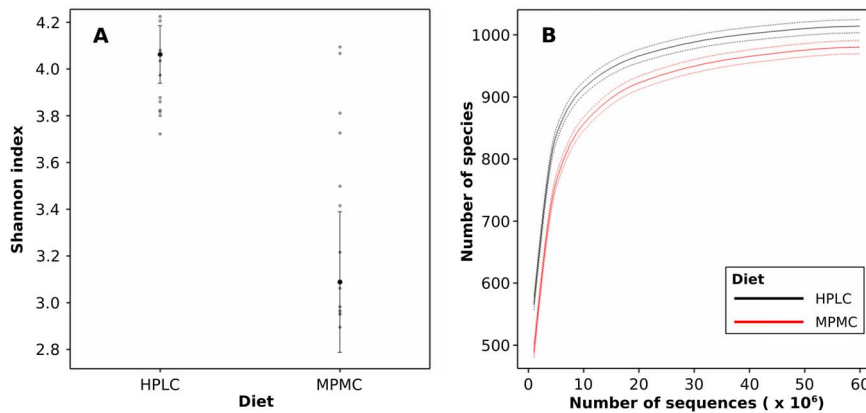 A
4.2
4.0
3.8
3.6
3.4
3.2
3.0
2.8
Shannon index
HPLC
MPMC
Diet
B
1000
900
800
700
600
500
Number of species
Diet
HPLC
MPMC
0
10
20
30
40
50
60
Number of sequences ( x 10⁶)